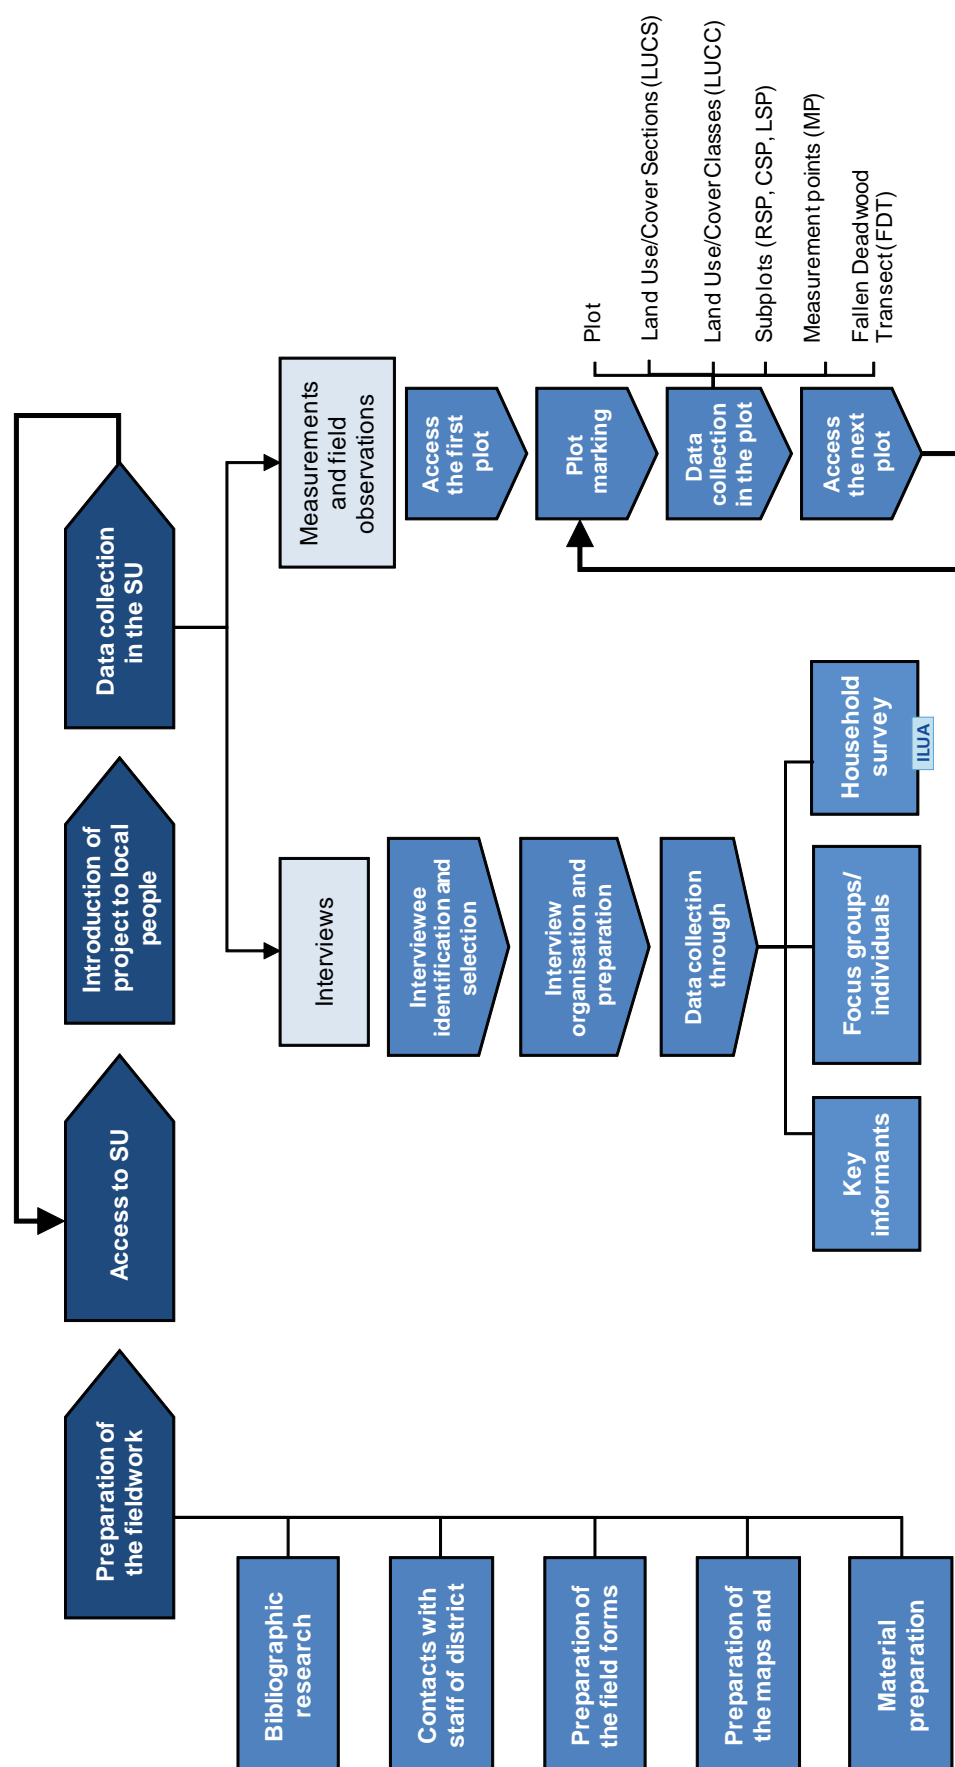 Preparation of
the fieldwork
Access to SU
Introduction of
project to local
people
Data collection
in the SU
Bibliographic
research
Contacts with
staff of district
Preparation of
the field forms
Preparation of
the maps and
Material
preparation
Interviews
Interviewee
identification and
selection
Interview
organisation and
preparation
Data collection
through
Key
informants
Focus groups/
individuals
Household
survey
ILUA
Measurements
and field
observations
Access
the first
plot
Plot
marking
Data
collection
in the plot
Access
the next
plot
Plot
Land Use/Cover Sections (LUCS)
Land Use/Cover Classes (LUCC)
Subplots (RSP, CSP, LSP)
Measurement points (MP)
Fallen Deadwood
Transect (FDT)